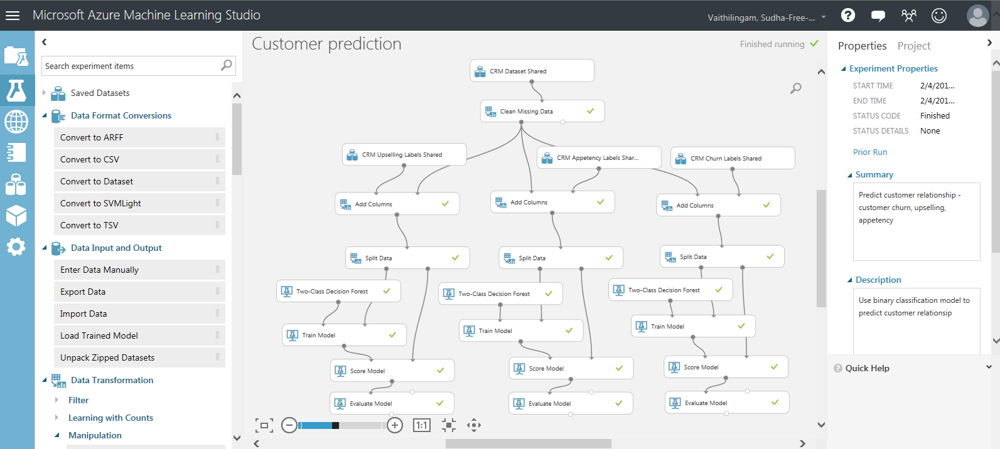 Microsoft Azure Machine Learning Studio
Vaithilingam, Sudha-Free-...
Search experiment items
Saved Datasets
Data Format Conversions
Convert to ARFF
Convert to CSV
Convert to Dataset
Convert to SVMLight
Convert to TSV
Data Input and Output
Enter Data Manually
Export Data
Import Data
Load Trained Model
Unpack Zipped Datasets
Data Transformation
Filter
Learning with Counts
Manipulation
Customer prediction
Finished running
CRM Dataset Shared
Clean Missing Data
CRM Upselling Labels Shared
CRM Appetency Labels Shar...
CRM Churn Labels Shared
Add Columns
Add Columns
Add Columns
Split Data
Split Data
Split Data
Two-Class Decision Forest
Two-Class Decision Forest
Two-Class Decision Forest
Train Model
Train Model
Train Model
Score Model
Score Model
Score Model
Evaluate Model
Evaluate Model
Evaluate Model
1:1
Properties Project
Experiment Properties
START TIME 2/4/201...
END TIME 2/4/201...
STATUS CODE Finished
STATUS DETAILS None
Prior Run
Summary
Predict customer relationship -
customer churn, upselling,
appetency
Description
Use binary classification model to
predict customer relationsip
Quick Help